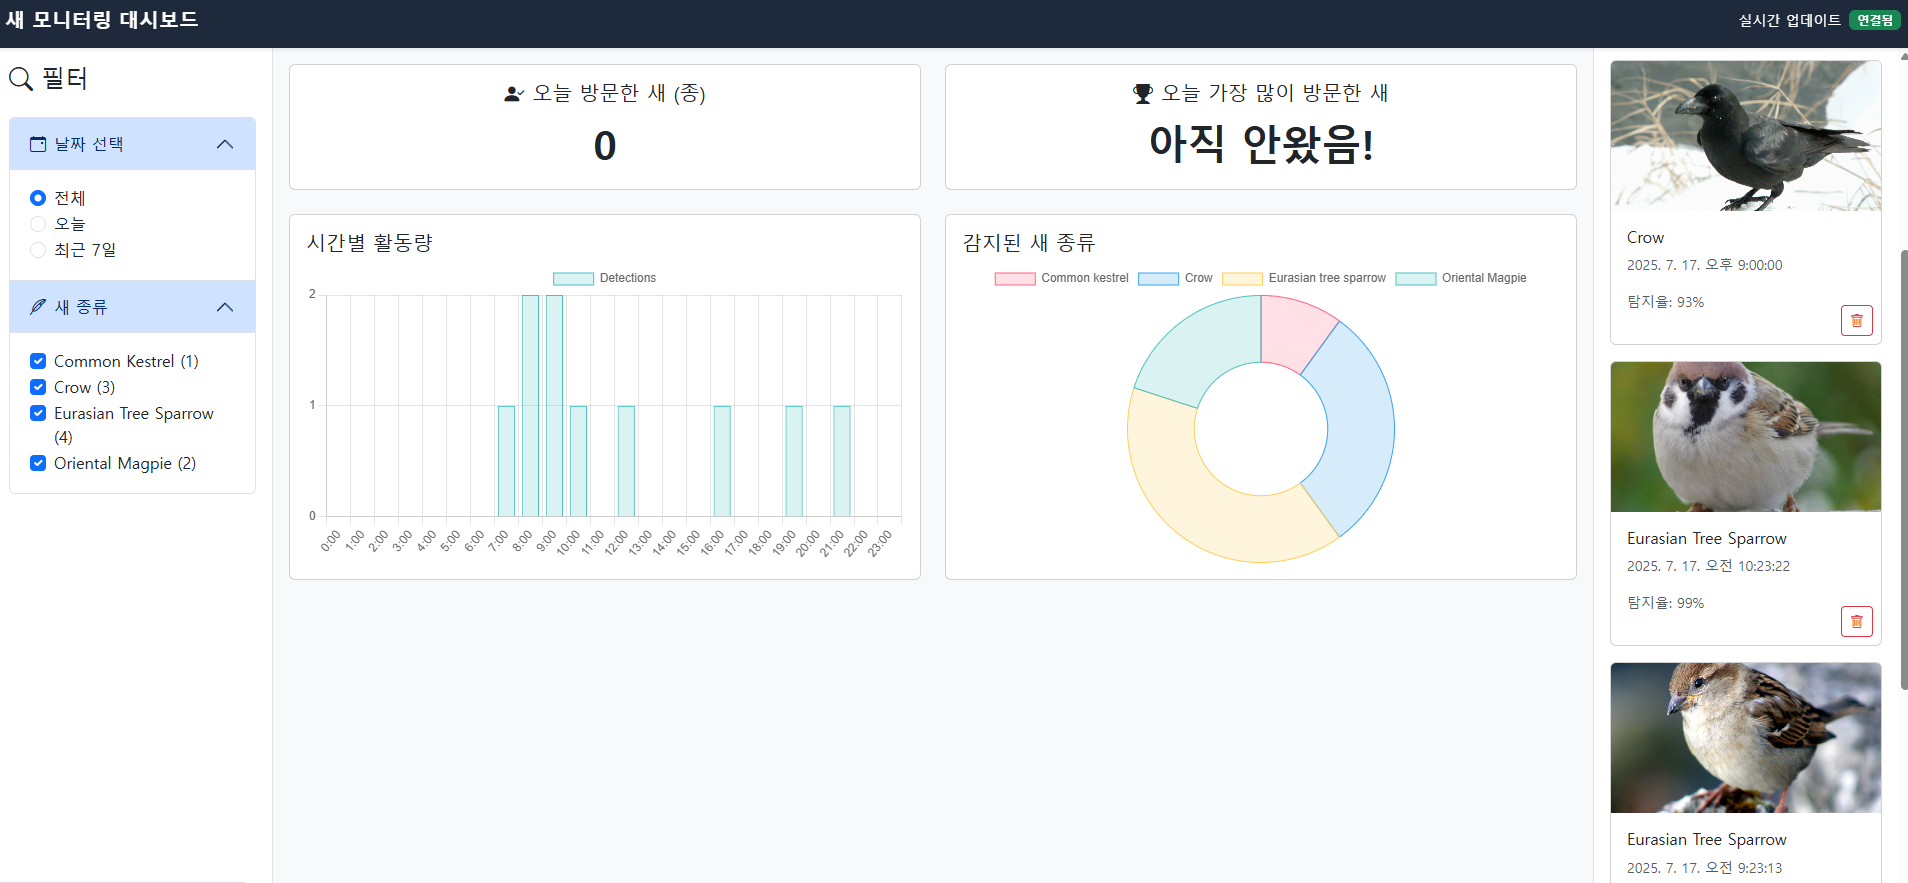 새 모니터링 대시보드
실시간 업데이트 연결됨
필터
날짜 선택
전체
오늘
최근 7일
새 종류
Common Kestrel (1)
Crow (3)
Eurasian Tree Sparrow
(4)
Oriental Magpie (2)
오늘 방문한 새 (종)
0
오늘 가장 많이 방문한 새
아직 안왔음!
시간별 활동량
Detections
2
1
0
0:00 1:00 2:00 3:00 4:00 5:00 6:00 7:00 8:00 9:00 10:00 11:00 12:00 13:00 14:00 15:00 16:00 17:00 18:00 19:00 20:00 21:00 22:00 23:00
감지된 새 종류
Common kestrel Crow Eurasian tree sparrow Oriental Magpie
Crow
2025. 7. 17. 오후 9:00:00
탐지율: 93%
Eurasian Tree Sparrow
2025. 7. 17. 오전 10:23:22
탐지율: 99%
Eurasian Tree Sparrow
2025. 7. 17. 오전 9:23:13